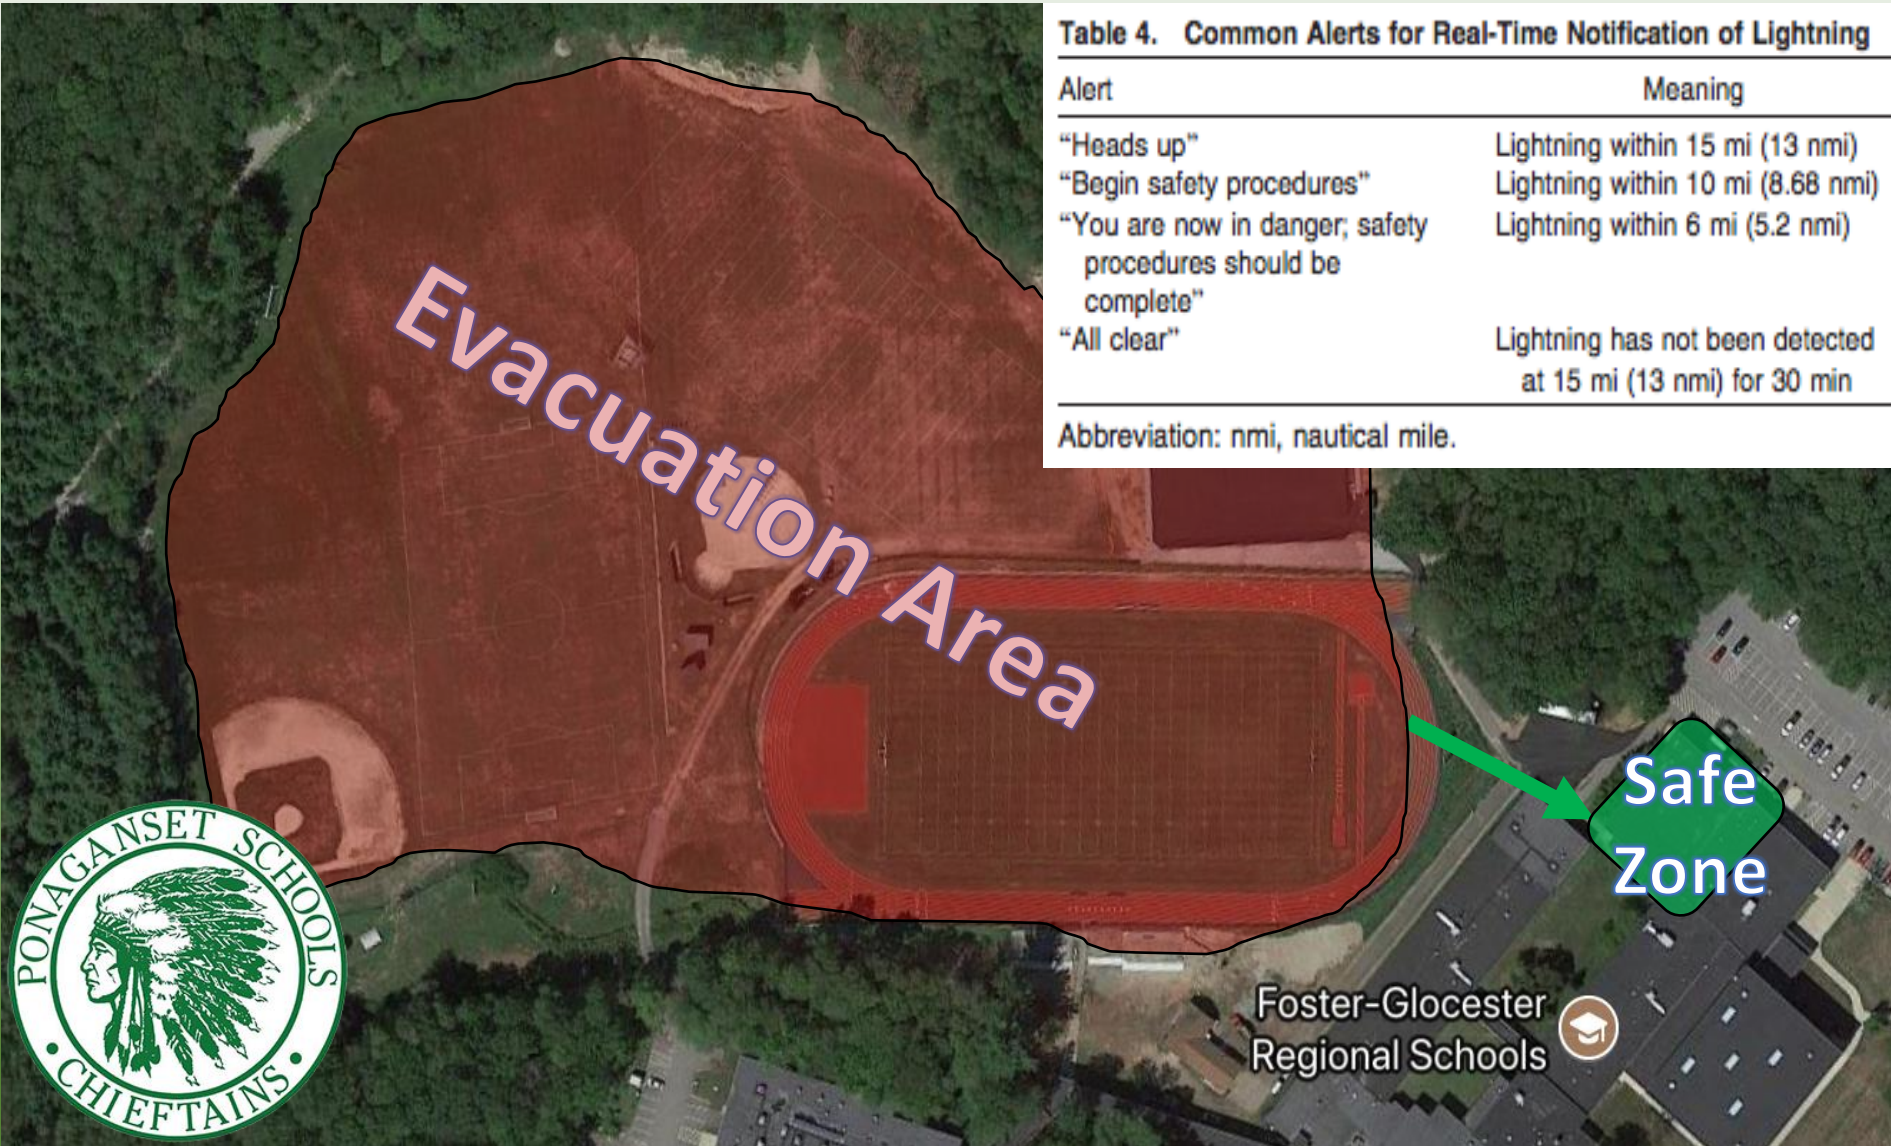 Table 4. Common Alerts for Real-Time Notification of Lightning
Alert Meaning
“Heads up” Lightning within 15 mi (13 nmi)
“Begin safety procedures” Lightning within 10 mi (8.68 nmi)
“You are now in danger; safety Lightning within 6 mi (5.2 nmi)
procedures should be
complete”
“All clear” Lightning has not been detected
at 15 mi (13 nmi) for 30 min
Abbreviation: nmi, nautical mile.
Evacuation Area
Safe
Zone
PONAGANSET SCHOOLS
• CHIEFTAINS •
Foster-Glocester
Regional Schools